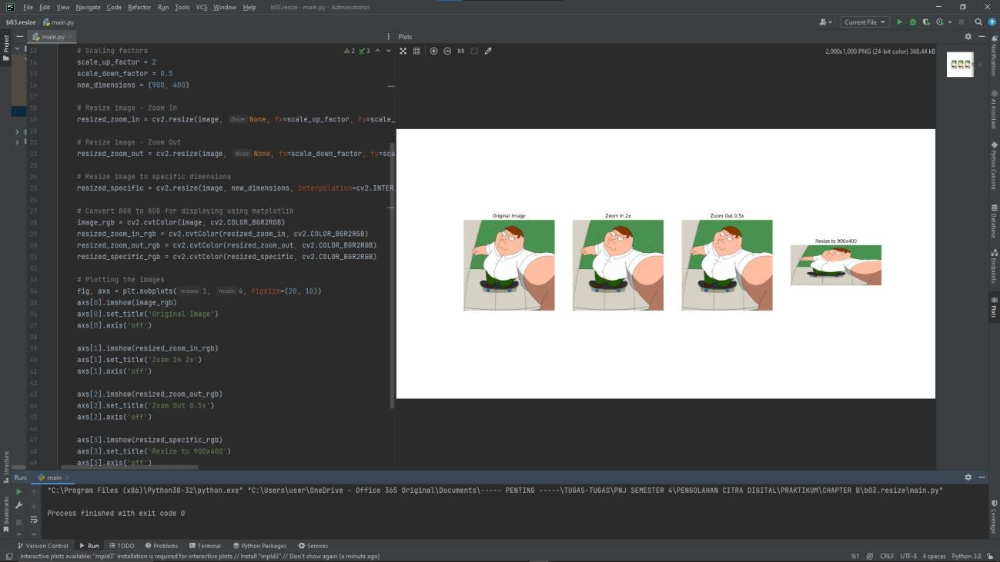 File Edit View Navigate Code Refactor Run Tools VCS Window Help b03.resize - main.py - Administrator
b03.resize main.py Current File
main.py
Plots
Project
2 3
1:1
2,000x1,000 PNG (24-bit color) 368.44 kB
13 # Scaling factors
14 scale_up_factor = 2
15 scale_down_factor = 0.5
16 new_dimensions = (900, 400)
17
18 # Resize image - Zoom In
19 resized_zoom_in = cv2.resize(image, dsize: None, fx=scale_up_factor, fy=scale_
20
21 # Resize image - Zoom Out
22 resized_zoom_out = cv2.resize(image, dsize: None, fx=scale_down_factor, fy=sca
23
24 # Resize image to specific dimensions
25 resized_specific = cv2.resize(image, new_dimensions, interpolation=cv2.INTER_
26
27 # Convert BGR to RGB for displaying using matplotlib
28 image_rgb = cv2.cvtColor(image, cv2.COLOR_BGR2RGB)
29 resized_zoom_in_rgb = cv2.cvtColor(resized_zoom_in, cv2.COLOR_BGR2RGB)
30 resized_zoom_out_rgb = cv2.cvtColor(resized_zoom_out, cv2.COLOR_BGR2RGB)
31 resized_specific_rgb = cv2.cvtColor(resized_specific, cv2.COLOR_BGR2RGB)
32
33 # Plotting the images
34 fig, axs = plt.subplots( nrows: 1, ncols: 4, figsize=(20, 10))
35 axs[0].imshow(image_rgb)
36 axs[0].set_title('Original Image')
37 axs[0].axis('off')
38
39 axs[1].imshow(resized_zoom_in_rgb)
40 axs[1].set_title('Zoom In 2x')
41 axs[1].axis('off')
42
43 axs[2].imshow(resized_zoom_out_rgb)
44 axs[2].set_title('Zoom Out 0.5x')
45 axs[2].axis('off')
46
47 axs[3].imshow(resized_specific_rgb)
48 axs[3].set_title('Resize to 900x400')
49 axs[3].axis('off')
Original Image
Zoom In 2x
Zoom Out 0.5x
Resize to 900x400
Notifications
AI Assistant
Python Console
Database
Endpoints
Plots
Coverage
Structure
Bookmarks
Run: main
"C:\Program Files (x86)\Python38-32\python.exe" "C:\Users\user\OneDrive - Office 365 Original\Documents\----- PENTING -----\TUGAS-TUGAS\PNJ SEMESTER 4\PENGOLAHAN CITRA DIGITAL\PRAKTIKUM\CHAPTER B\b03.resize\main.py"
Process finished with exit code 0
Version Control Run TODO Problems Terminal Python Packages Services
Interactive plots available: "mpld3" installation is required for interactive plots // Install "mpld3" // Don't show again (a minute ago)
9:1 CRLF UTF-8 4 spaces Python 3.8